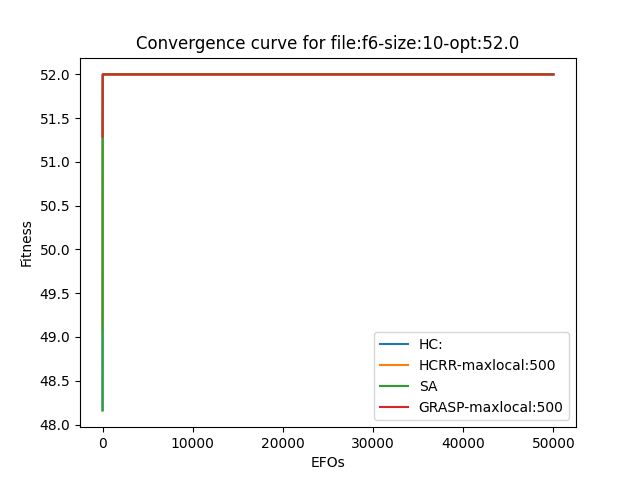 Convergence curve for file:f6-size:10-opt:52.0
52.0
51.5
51.0
50.5
50.0
49.5
49.0
48.5
48.0
Fitness
HC:
HCRR-maxlocal:500
SA
GRASP-maxlocal:500
0 10000 20000 30000 40000 50000
EFOs